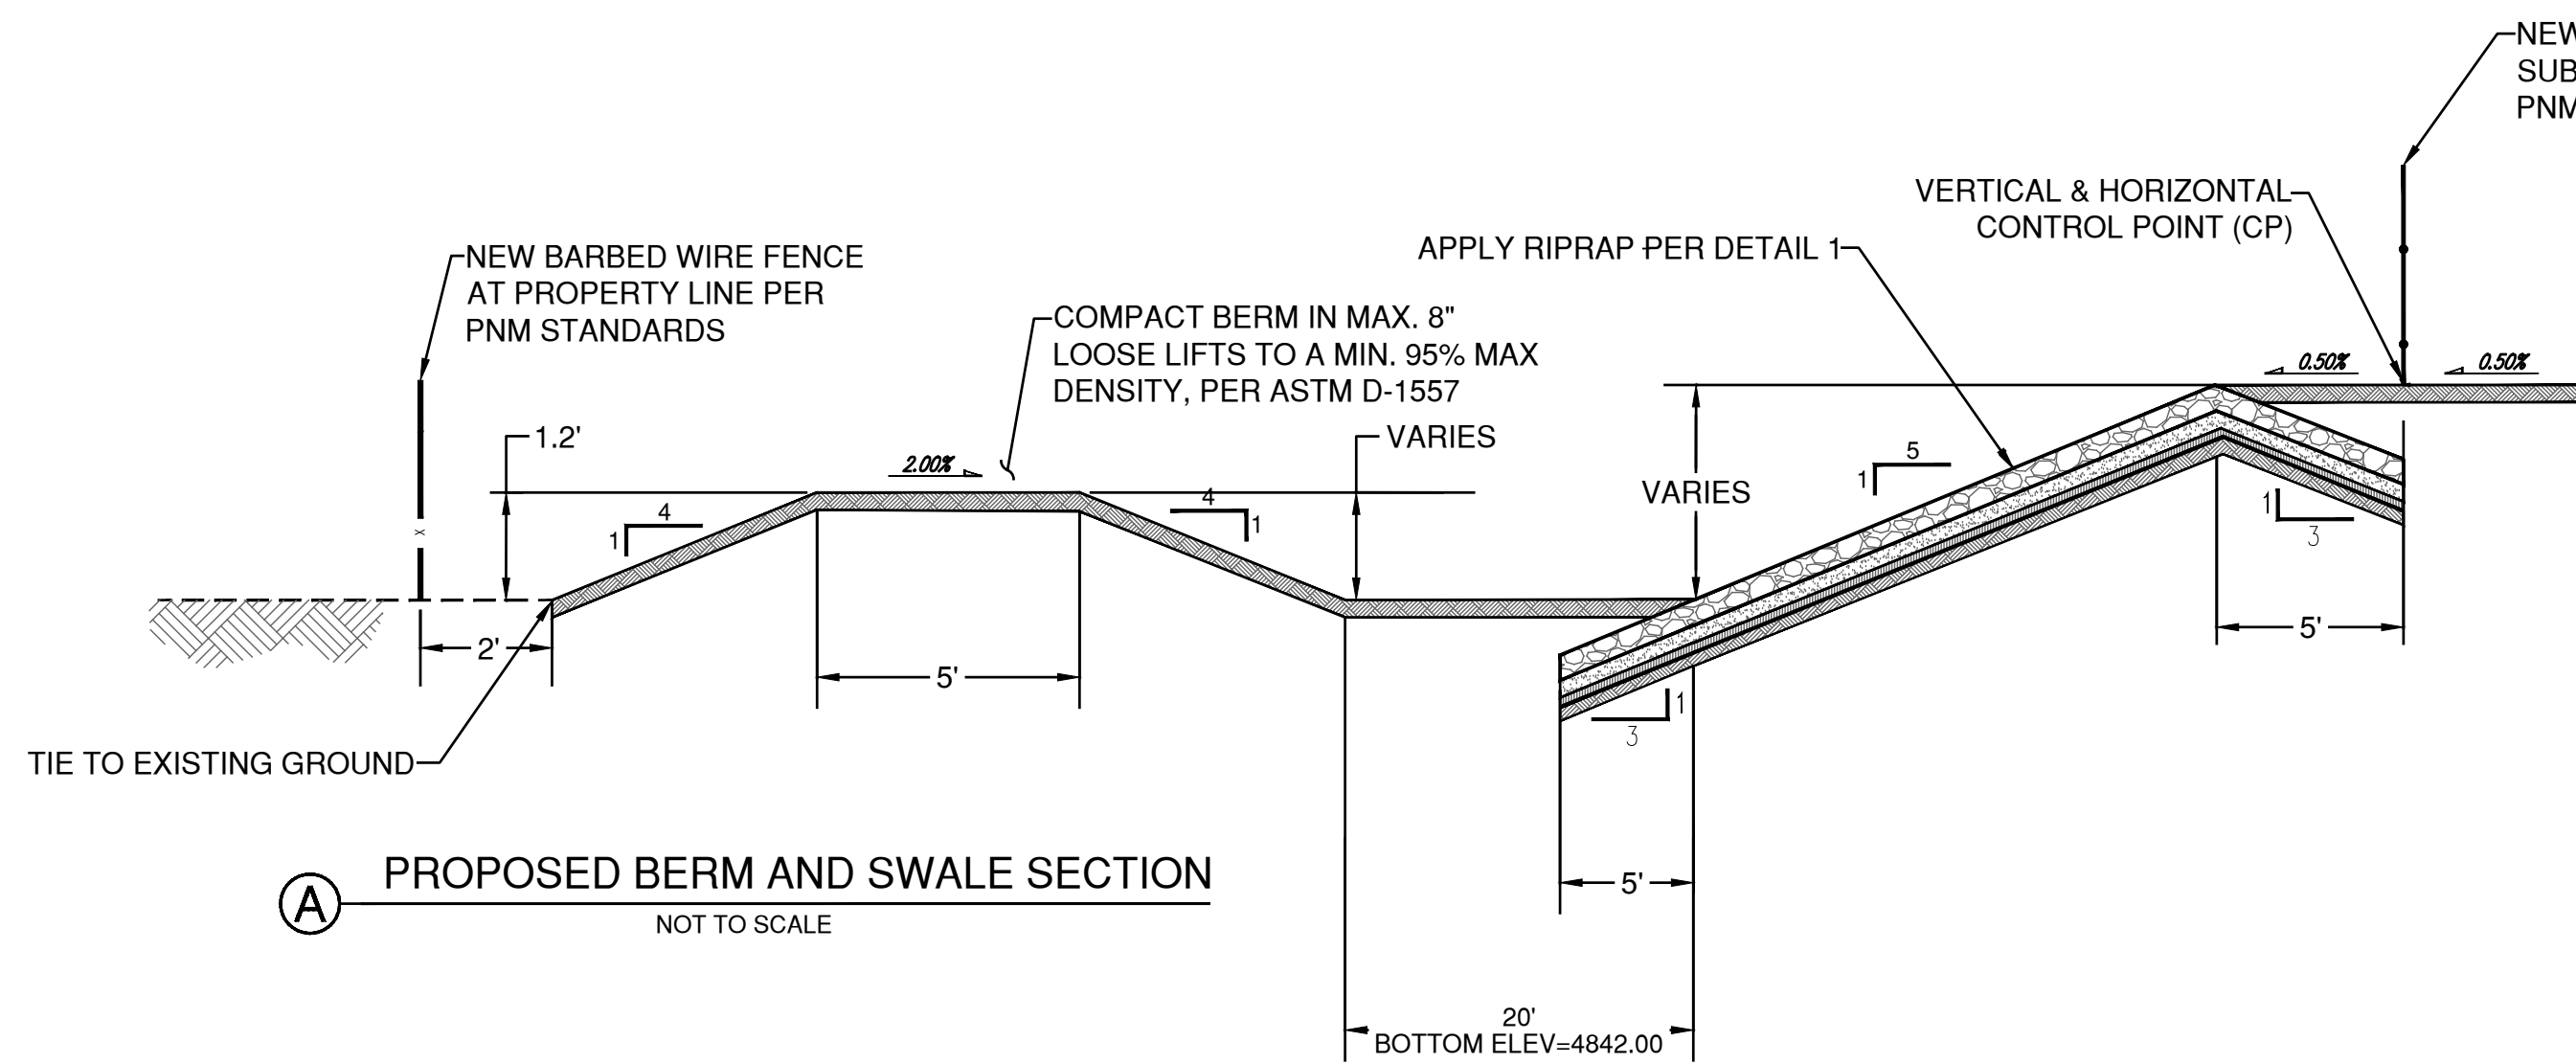 NEW
SUB
PNM
VERTICAL & HORIZONTAL
CONTROL POINT (CP)
APPLY RIPRAP PER DETAIL 1
NEW BARBED WIRE FENCE
AT PROPERTY LINE PER
PNM STANDARDS
COMPACT BERM IN MAX. 8"
LOOSE LIFTS TO A MIN. 95% MAX
DENSITY, PER ASTM D-1557
0.50%
0.50%
1.2'
VARIES
2.00%
5
1
VARIES
4
1
4
1
x
1
3
2'
5'
5'
1
3
TIE TO EXISTING GROUND
5'
A
PROPOSED BERM AND SWALE SECTION
NOT TO SCALE
20'
BOTTOM ELEV=4842.00